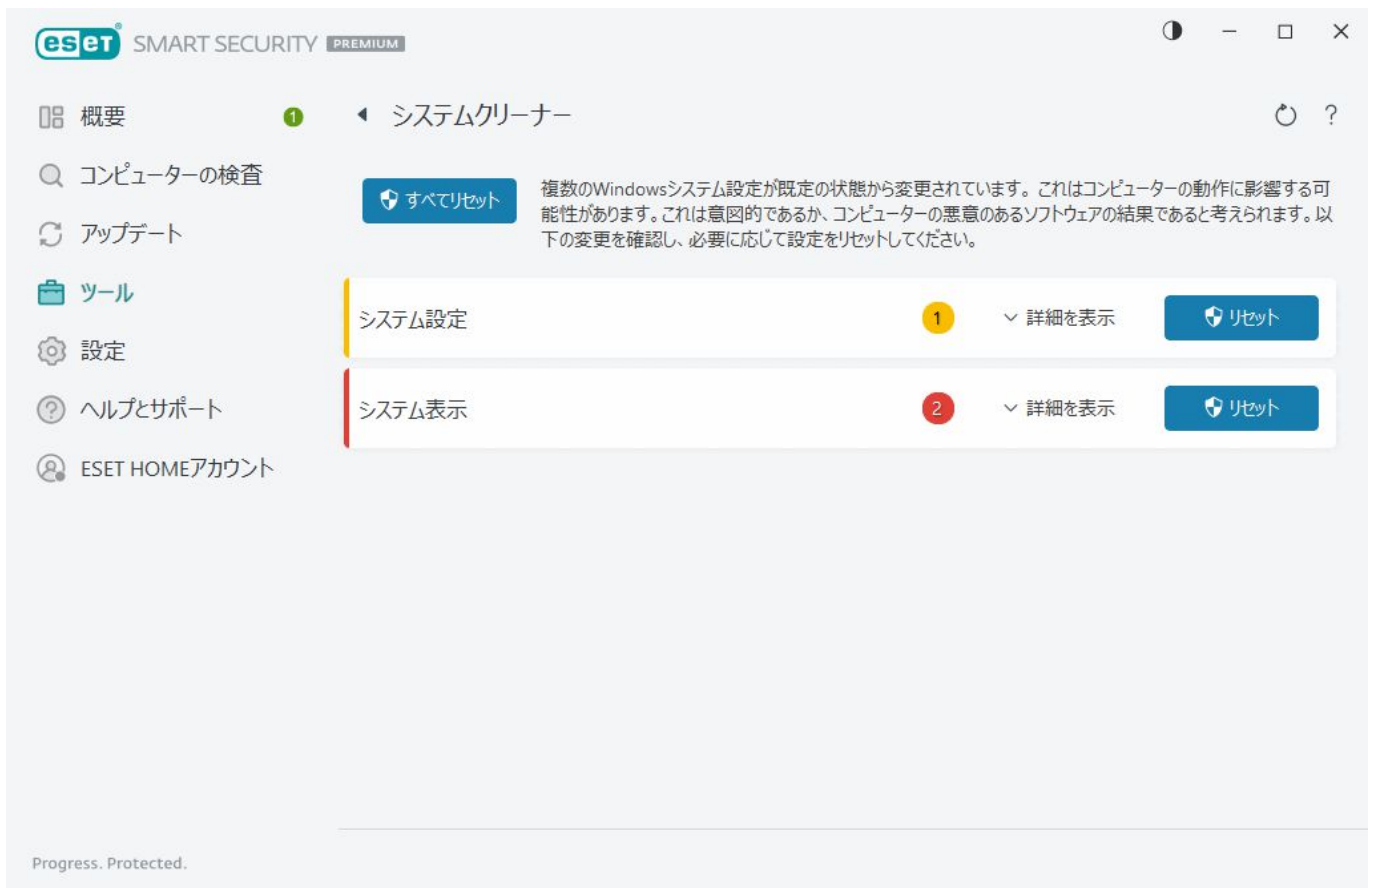 eset® SMART SECURITY PREMIUM
概要 1
コンピューターの検査
アップデート
ツール
設定
ヘルプとサポート
ESET HOMEアカウント
システムクリーナー ?
すべてリセット
複数のWindowsシステム設定が既定の状態から変更されています。これはコンピューターの動作に影響する可
能性があります。これは意図的であるか、コンピューターの悪意のあるソフトウェアの結果であると考えられます。以
下の変更を確認し、必要に応じて設定をリセットしてください。
システム設定 1 詳細を表示 リセット
システム表示 2 詳細を表示 リセット
Progress. Protected.